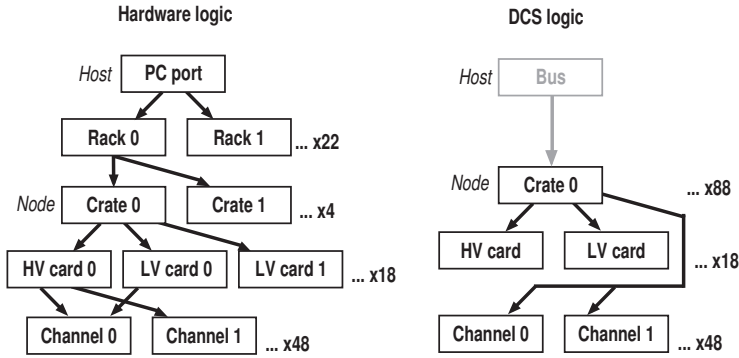 Hardware logic
Host PC port
Rack 0 Rack 1 ... x22
Node Crate 0 Crate 1 ... x4
HV card 0 LV card 0 LV card 1 ... x18
Channel 0 Channel 1 ... x48
DCS logic
Host Bus
Node Crate 0 ... x88
HV card LV card ... x18
Channel 0 Channel 1 ... x48